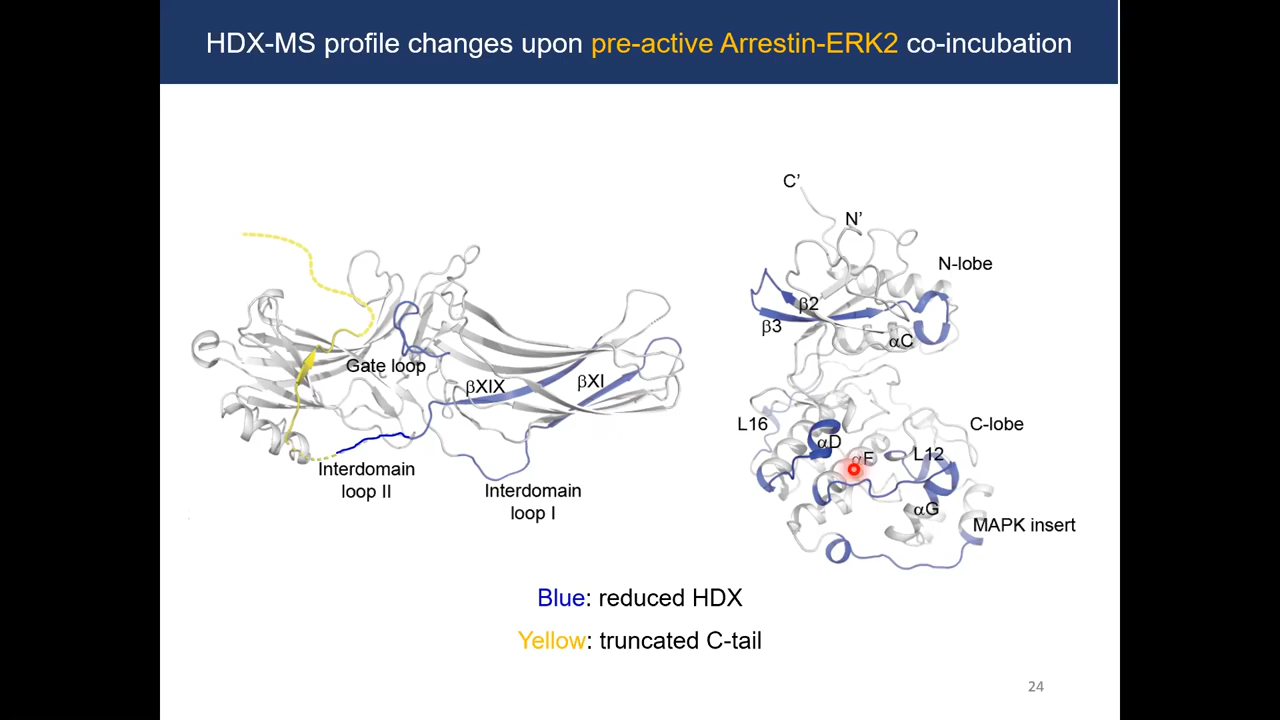 HDX-MS profile changes upon pre-active Arrestin-ERK2 co-incubation
C’
N’
N-lobe
β2
β3
αC
Gate loop
βXIX
βXI
L16
αD
αF
L12
C-lobe
αG
MAPK insert
Interdomain
loop II
Interdomain
loop I
Blue: reduced HDX
Yellow: truncated C-tail
24